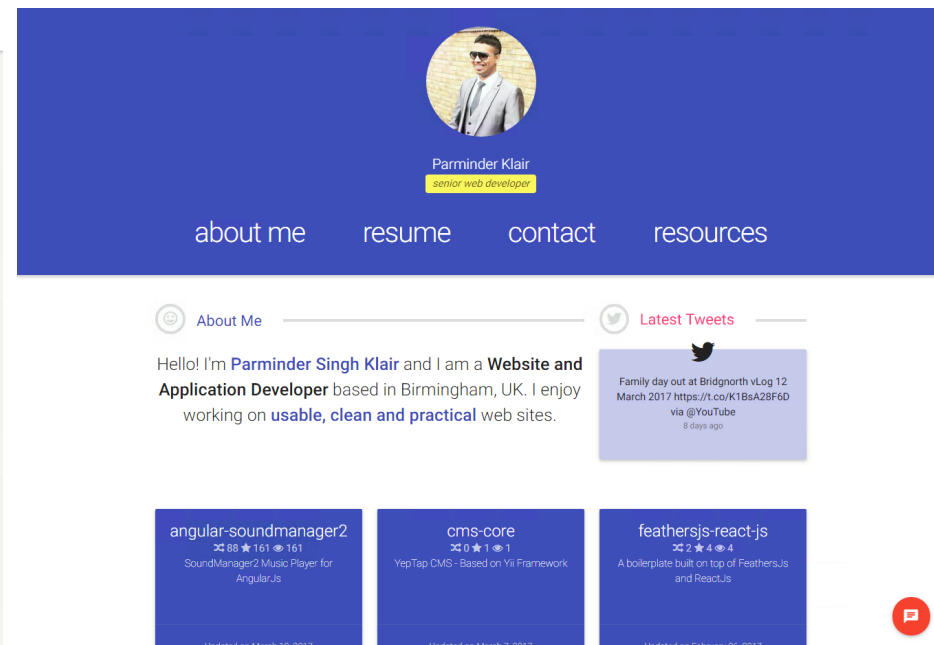 Parminder Klair
senior web developer
about me resume contact resources
About Me
Hello! I'm Parminder Singh Klair and I am a Website and
Application Developer based in Birmingham, UK. I enjoy
working on usable, clean and practical web sites.
Latest Tweets
Family day out at Bridgnorth vLog 12
March 2017 https://t.co/K1BsA28F6D
via @YouTube
8 days ago
angular-soundmanager2
88 161 161
SoundManager2 Music Player for
AngularJs
cms-core
0 1 1
YepTap CMS - Based on Yii Framework
feathersjs-react-js
2 4 4
A boilerplate built on top of FeathersJs
and ReactJs